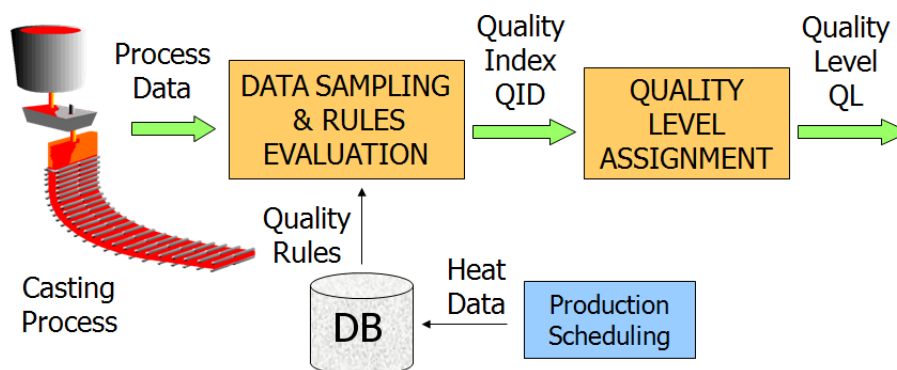 Process
Data
DATA SAMPLING
& RULES
EVALUATION
Quality
Index
QID
QUALITY
LEVEL
ASSIGNMENT
Quality
Level
QL
Casting
Process
Quality
Rules
DB
Heat
Data
Production
Scheduling